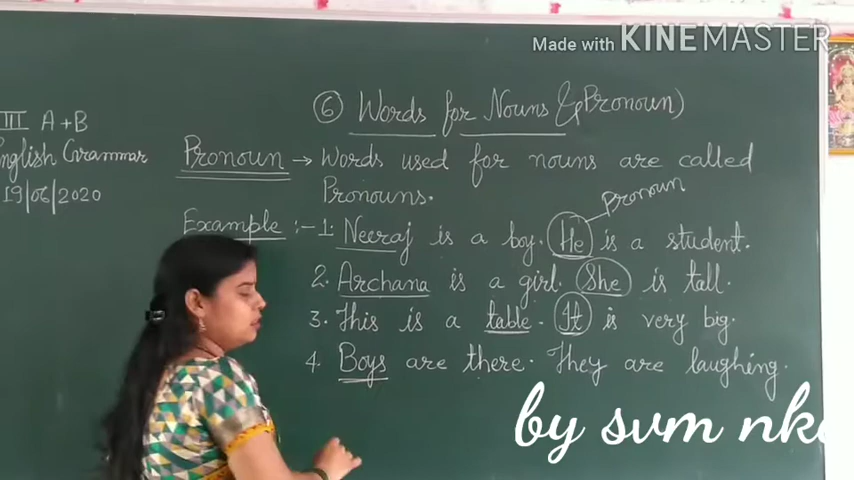 Made with KINEMASTER
III A+B
English Grammar
19/06/2020
⑥ Words for Nouns (Pronoun)
Pronoun → Words used for nouns are called
Pronouns.
Pronoun
Example :- 1. Neeraj is a boy. He is a student.
2. Archana is a girl. She is tall.
3. This is a table. It is very big.
4. Boys are there. They are laughing.
by svm nk